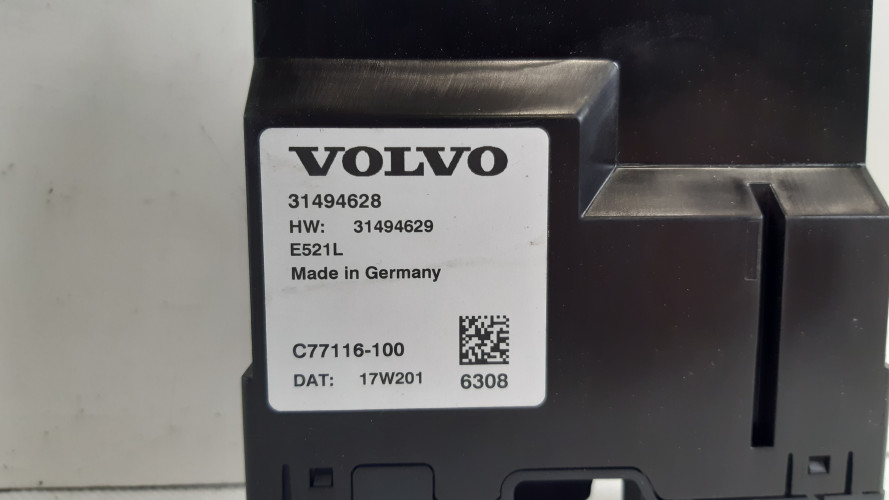 VOLVO
31494628
HW: 31494629
E521L
Made in Germany
C77116-100
DAT: 17W201
6308